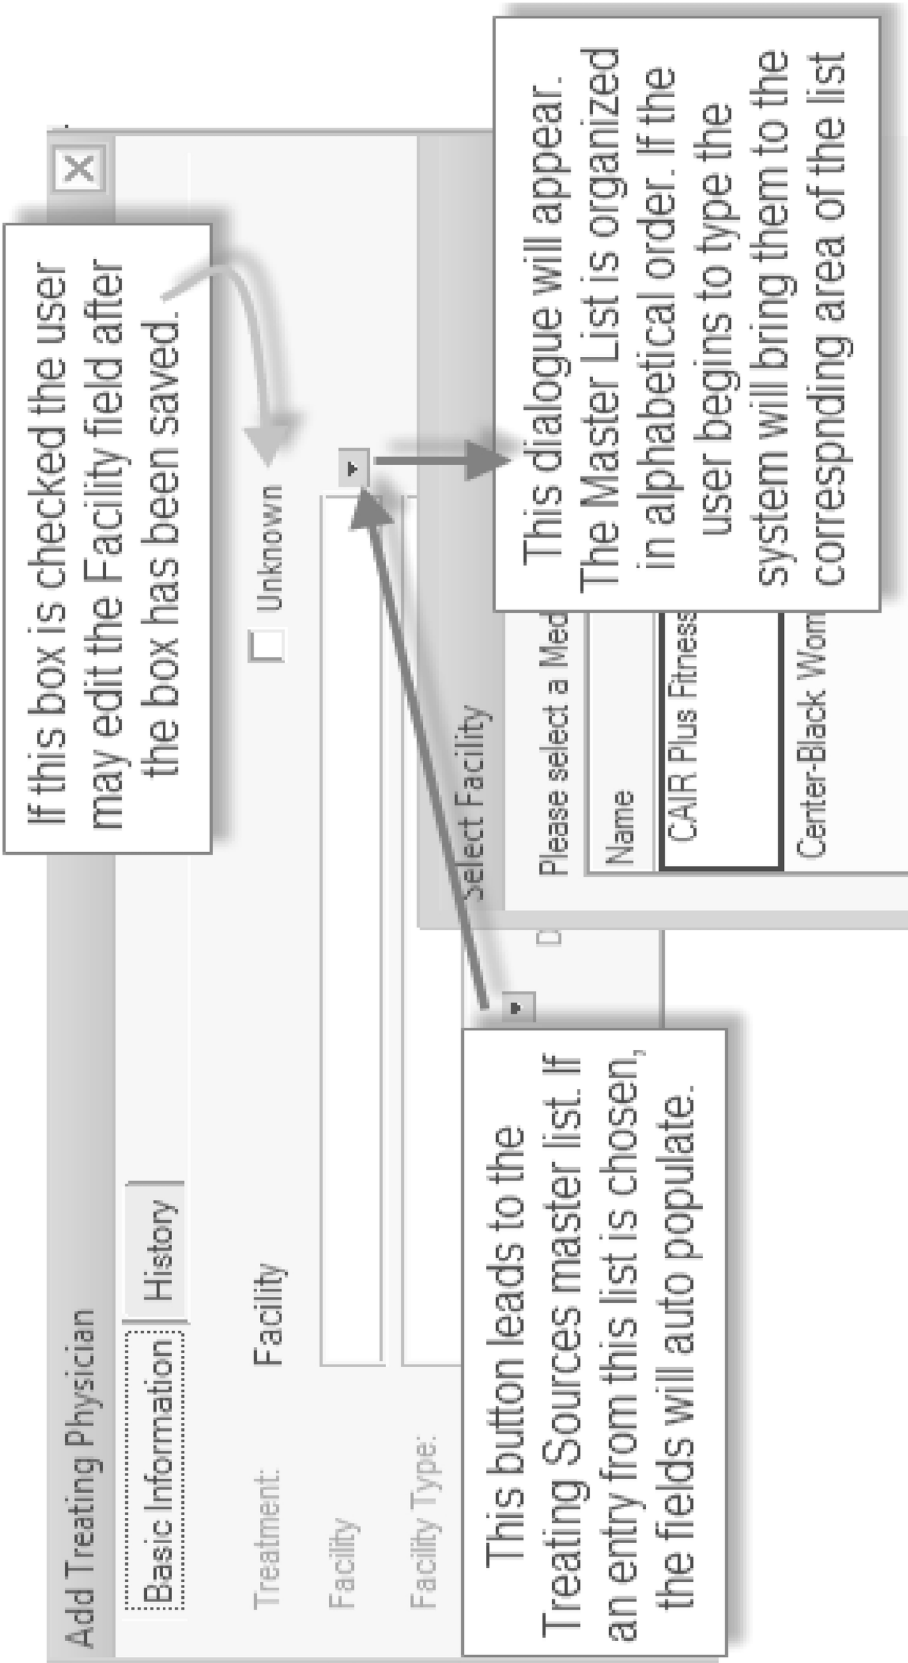 Add Treating Physician
If this box is checked the user
may edit the Facility field after
the box has been saved.
Basic Information
History
Treatment:
Facility
Unknown
Facility
Facility Type:
This button leads to the
Treating Sources master list. If
an entry from this list is chosen,
the fields will auto populate.
Select Facility
Please select a Med
Name
CAIR Plus Fitness
Center-Black Wom
This dialogue will appear.
The Master List is organized
in alphabetical order. If the
user begins to type the
system will bring them to the
correspnding area of the list